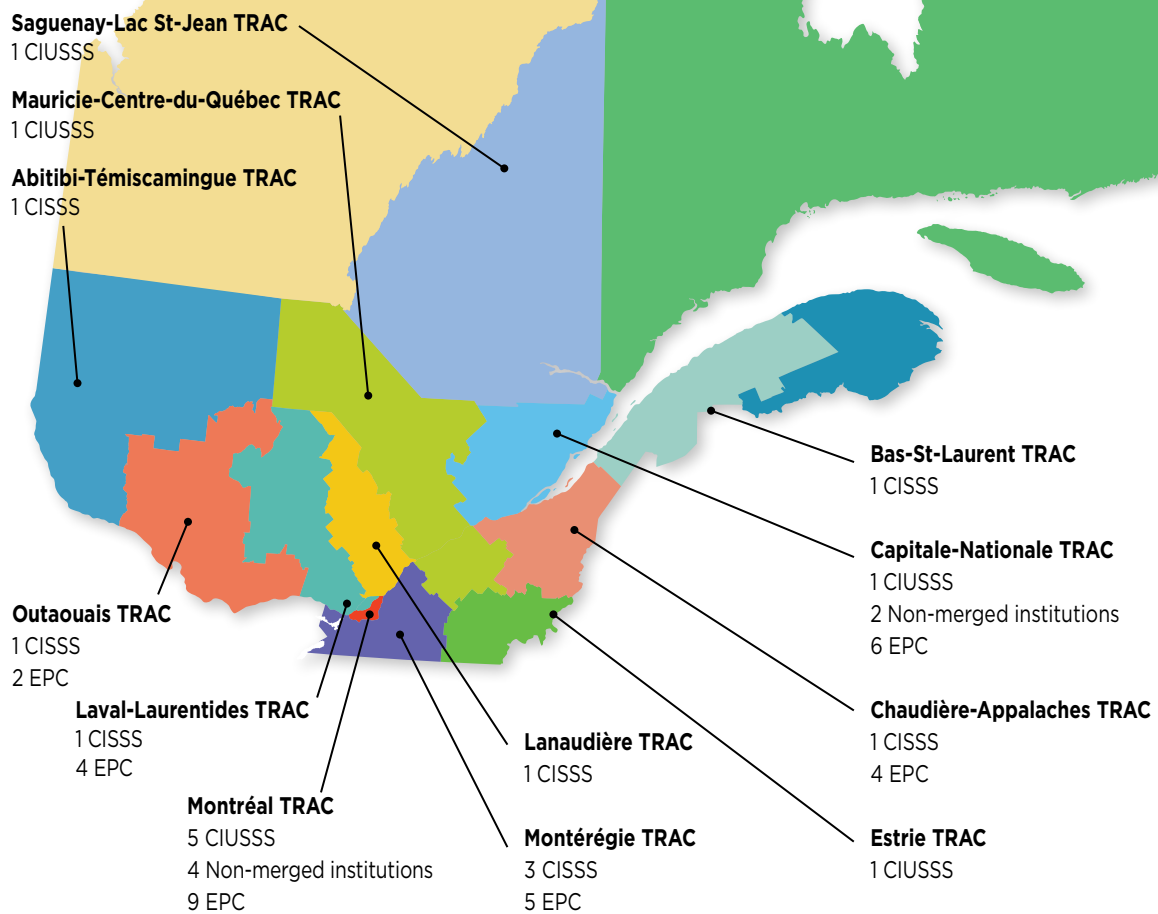 Saguenay-Lac St-Jean TRAC
1 CIUSSS
Mauricie-Centre-du-Québec TRAC
1 CIUSSS
Abitibi-Témiscamingue TRAC
1 CISSS
Outaouais TRAC
1 CISSS
2 EPC
Laval-Laurentides TRAC
1 CISSS
4 EPC
Montréal TRAC
5 CIUSSS
4 Non-merged institutions
9 EPC
Lanaudière TRAC
1 CISSS
Montérégie TRAC
3 CISSS
5 EPC
Bas-St-Laurent TRAC
1 CISSS
Capitale-Nationale TRAC
1 CIUSSS
2 Non-merged institutions
6 EPC
Chaudière-Appalaches TRAC
1 CISSS
4 EPC
Estrie TRAC
1 CIUSSS